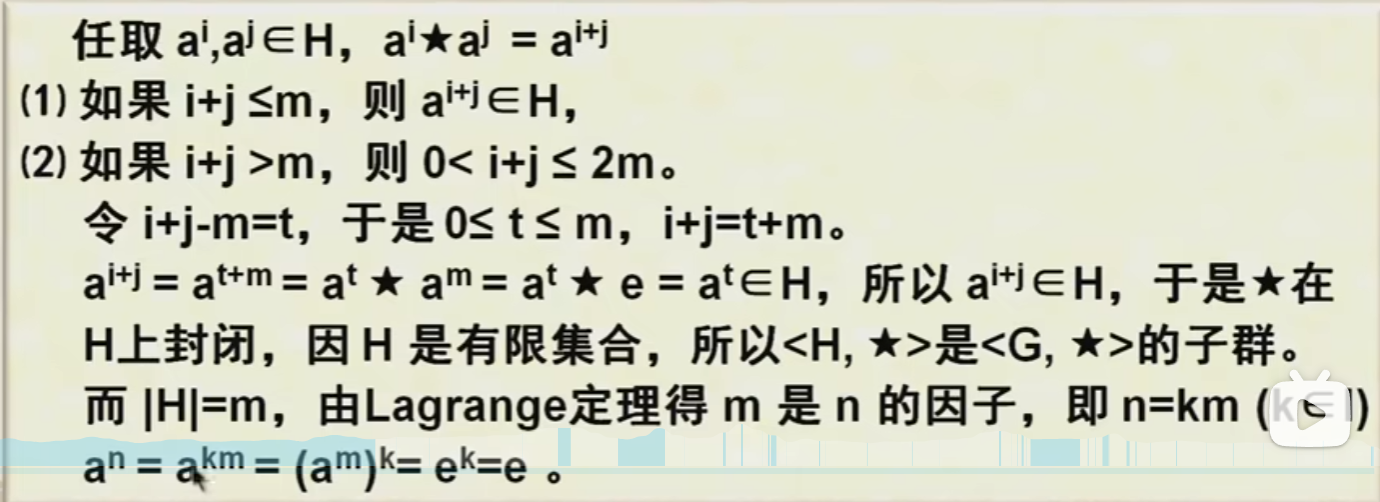 任取 aⁱ,aʲ∈H，aⁱ★aʲ = aⁱ⁺ʲ
(1) 如果 i+j ≤m，则 aⁱ⁺ʲ∈H，
(2) 如果 i+j >m，则 0< i+j ≤ 2m。
令 i+j-m=t，于是0≤ t ≤ m，i+j=t+m。
aⁱ⁺ʲ = aᵗ⁺ᵐ = aᵗ ★ aᵐ = aᵗ ★ e = aᵗ∈H，所以 aⁱ⁺ʲ∈H，于是★在
H上封闭，因 H 是有限集合，所以<H, ★>是<G, ★>的子群。
而 |H|=m，由Lagrange定理得 m 是 n 的因子，即 n=km (k∈I)
aⁿ = aᵏᵐ = (aᵐ)ᵏ= eᵏ=e 。